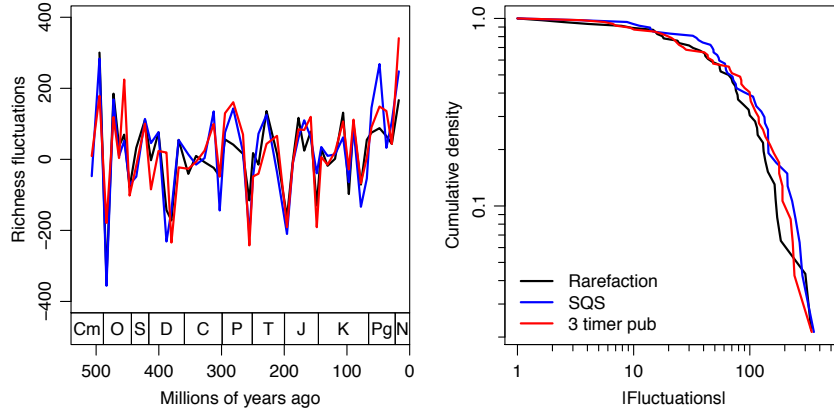 Richness fluctuations
400
200
0
−200
−400
Cm O S D C P T J K Pg N
500 400 300 200 100 0
Millions of years ago
Cumulative density
1.0
0.1
Rarefaction
SQS
3 timer pub
1 10 100
|Fluctuations|